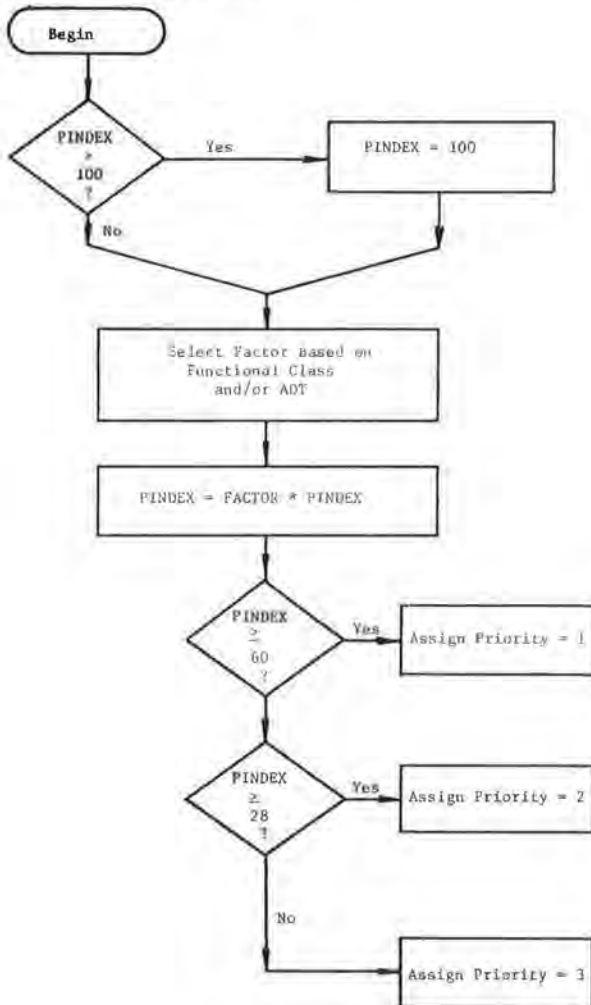 Begin
PINDEX
>
100
?
Yes
PINDEX = 100
No
Select Factor Based on
Functional Class
and/or ADT
PINDEX = FACTOR * PINDEX
PINDEX
≥
60
?
Yes
Assign Priority = 1
PINDEX
≥
28
?
Yes
Assign Priority = 2
No
Assign Priority = 3